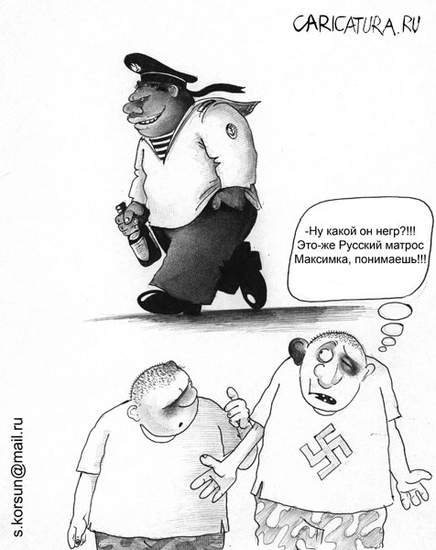 CARICATURA.RU
-Ну какой он негр?!!!
Это-же Русский матрос
Максимка, понимаешь!!!
s.korsun@mail.ru